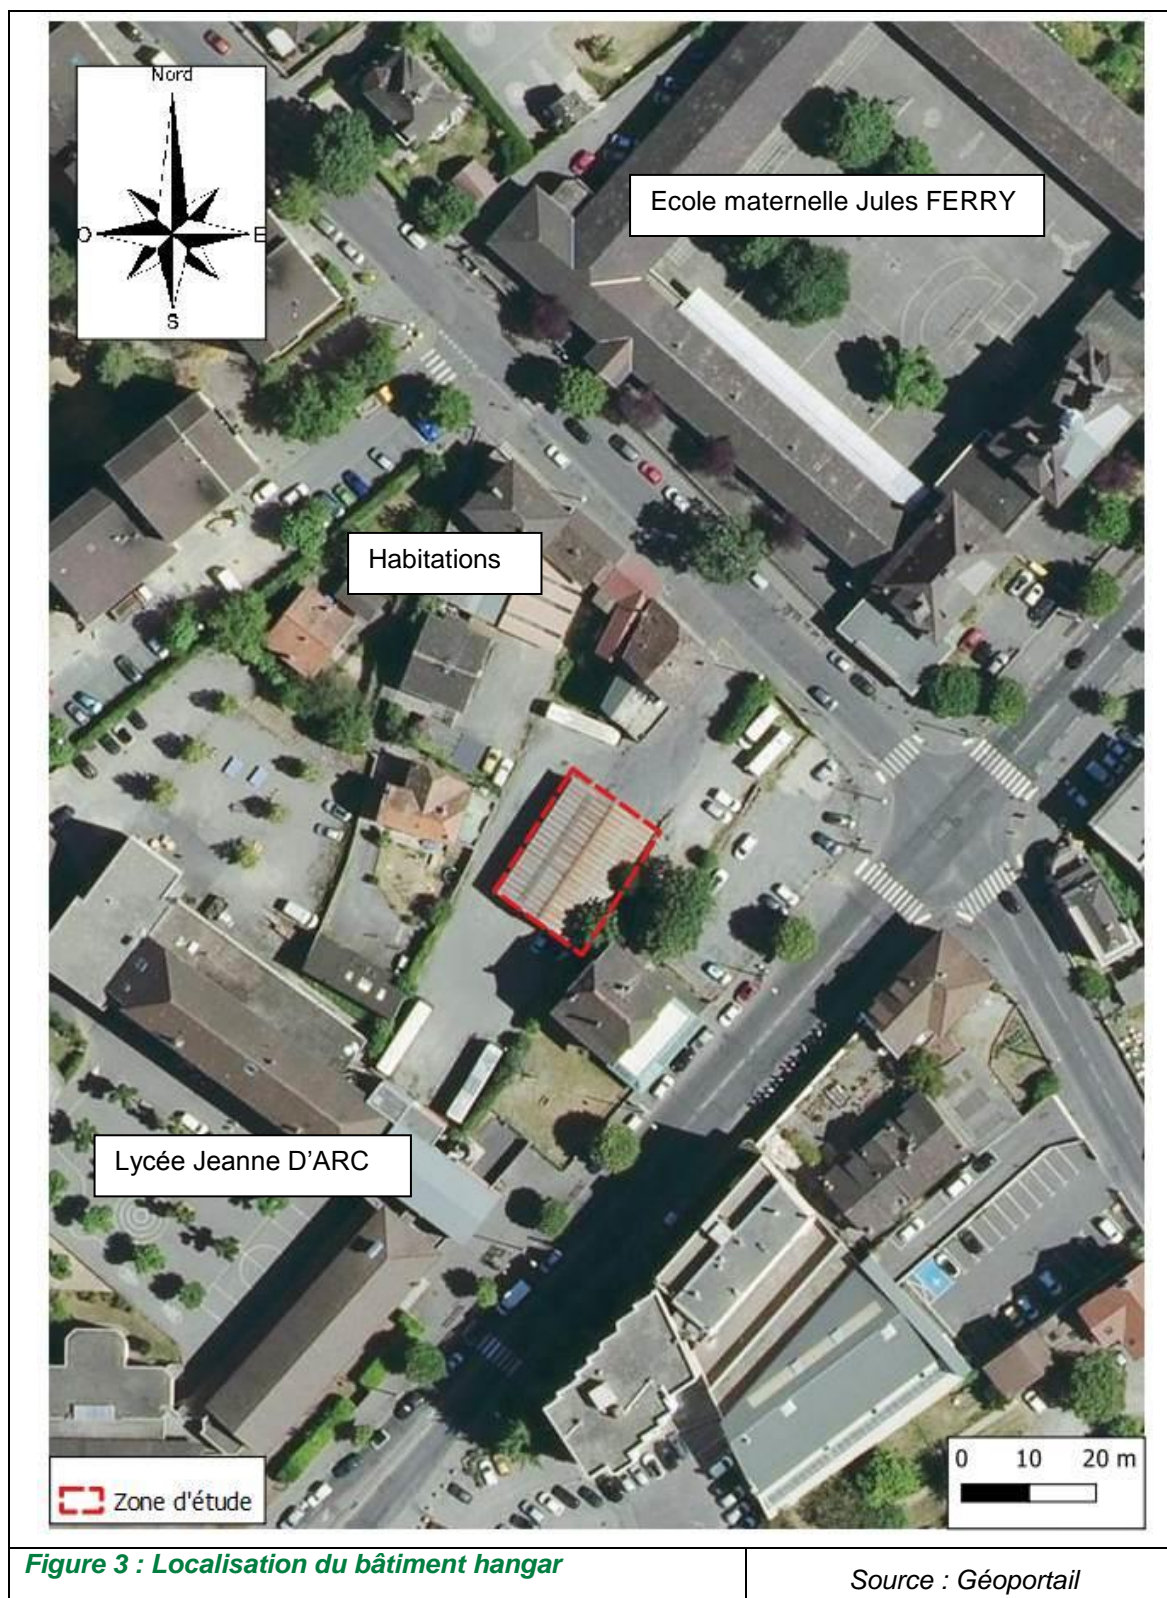 Nord
O
E
S
Ecole maternelle Jules FERRY
Habitations
Lycée Jeanne D'ARC
Zone d'étude
0 10 20 m
Figure 3 : Localisation du bâtiment hangar
Source : Géoportail